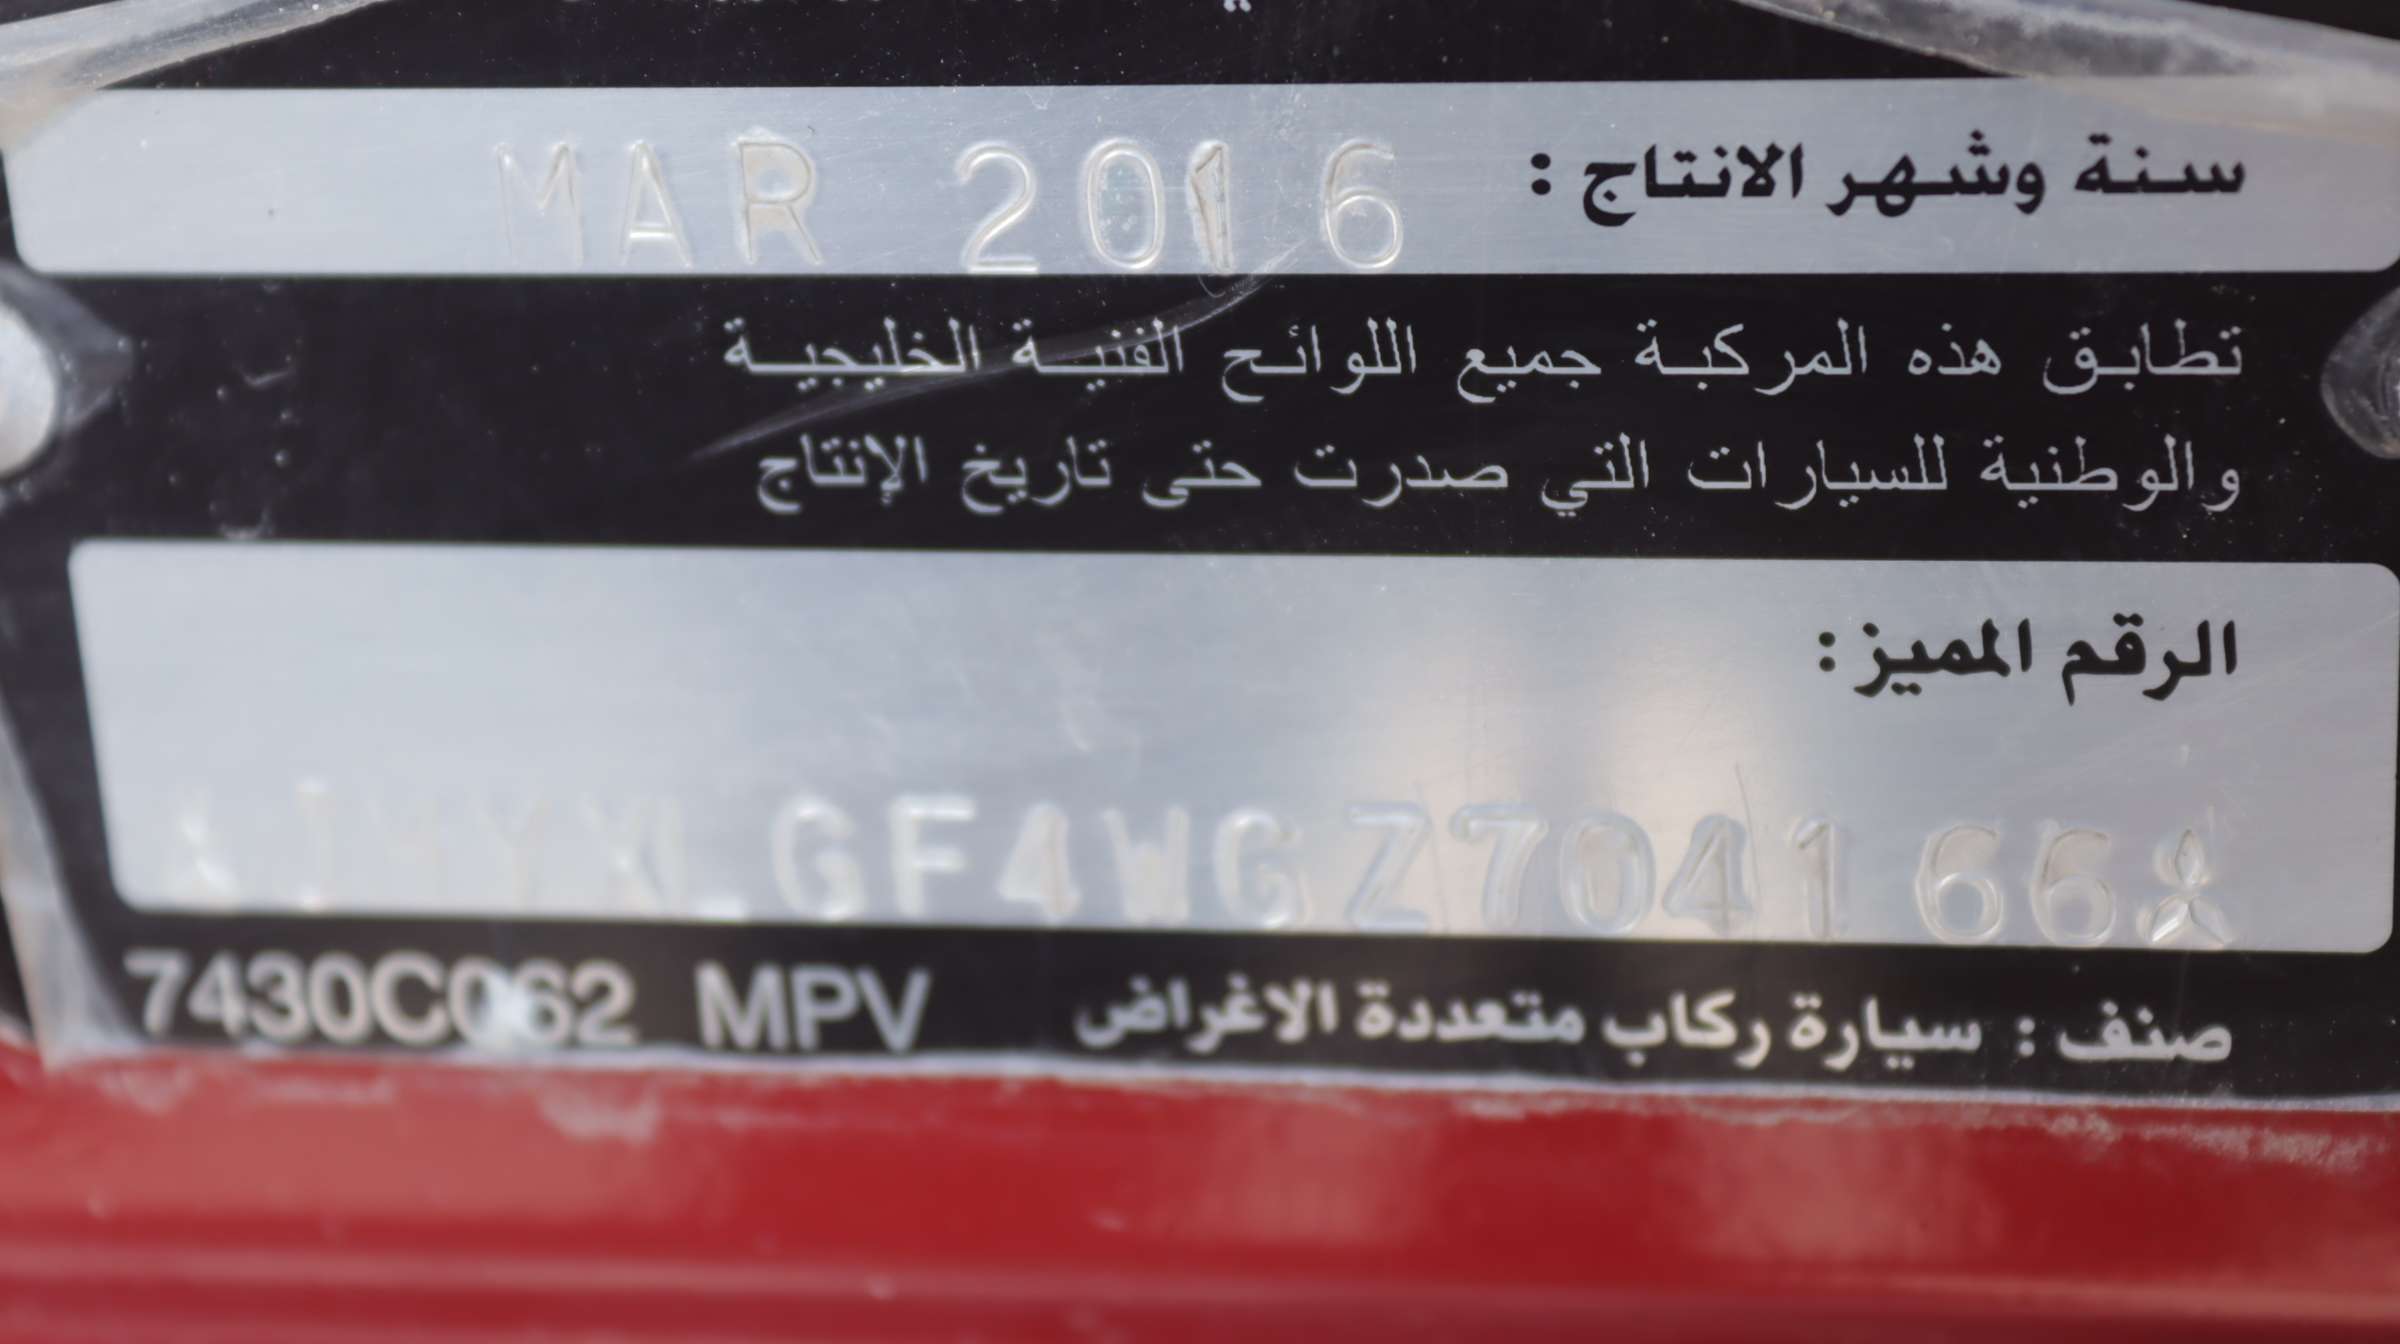 سنة وشهر الانتاج : MAR 2016
تطابق هذه المركبة جميع اللوائح الفنية الخليجية
والوطنية للسيارات التي صدرت حتى تاريخ الإنتاج
الرقم المميز:
صنف : سيارة ركاب متعددة الاغراض 7430C062 MPV